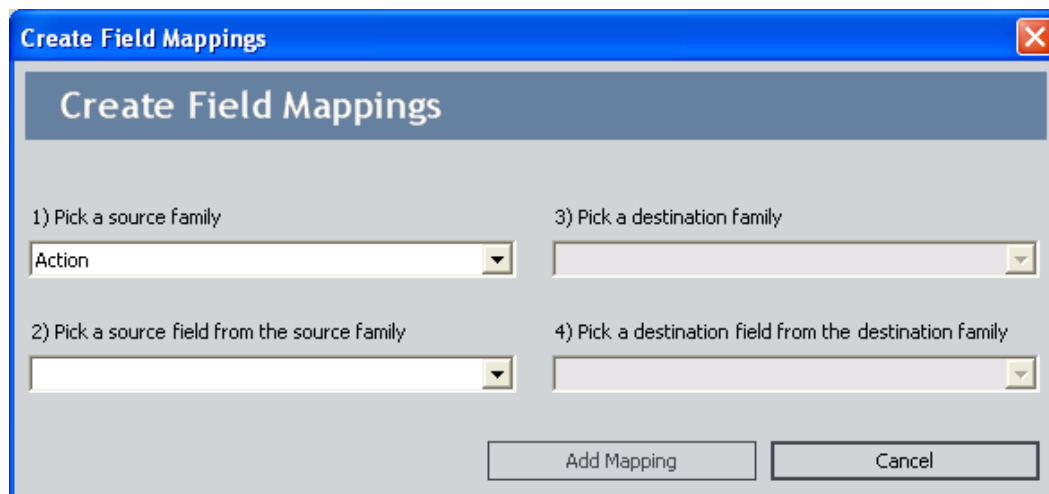 Create Field Mappings
Create Field Mappings
1) Pick a source family
3) Pick a destination family
Action
2) Pick a source field from the source family
4) Pick a destination field from the destination family
Add Mapping
Cancel